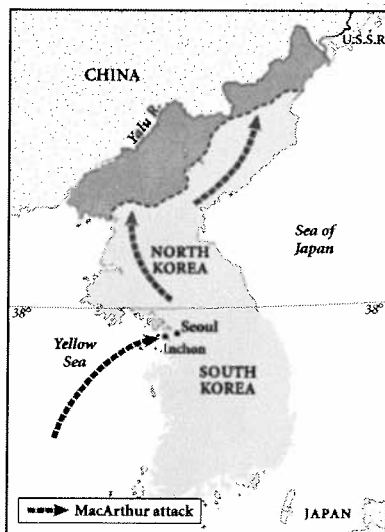 U.S.S.R.
CHINA
Yalu R.
Sea of
Japan
NORTH
KOREA
38°
38°
Yellow
Sea
Seoul
Inchon
SOUTH
KOREA
MacArthur attack
JAPAN